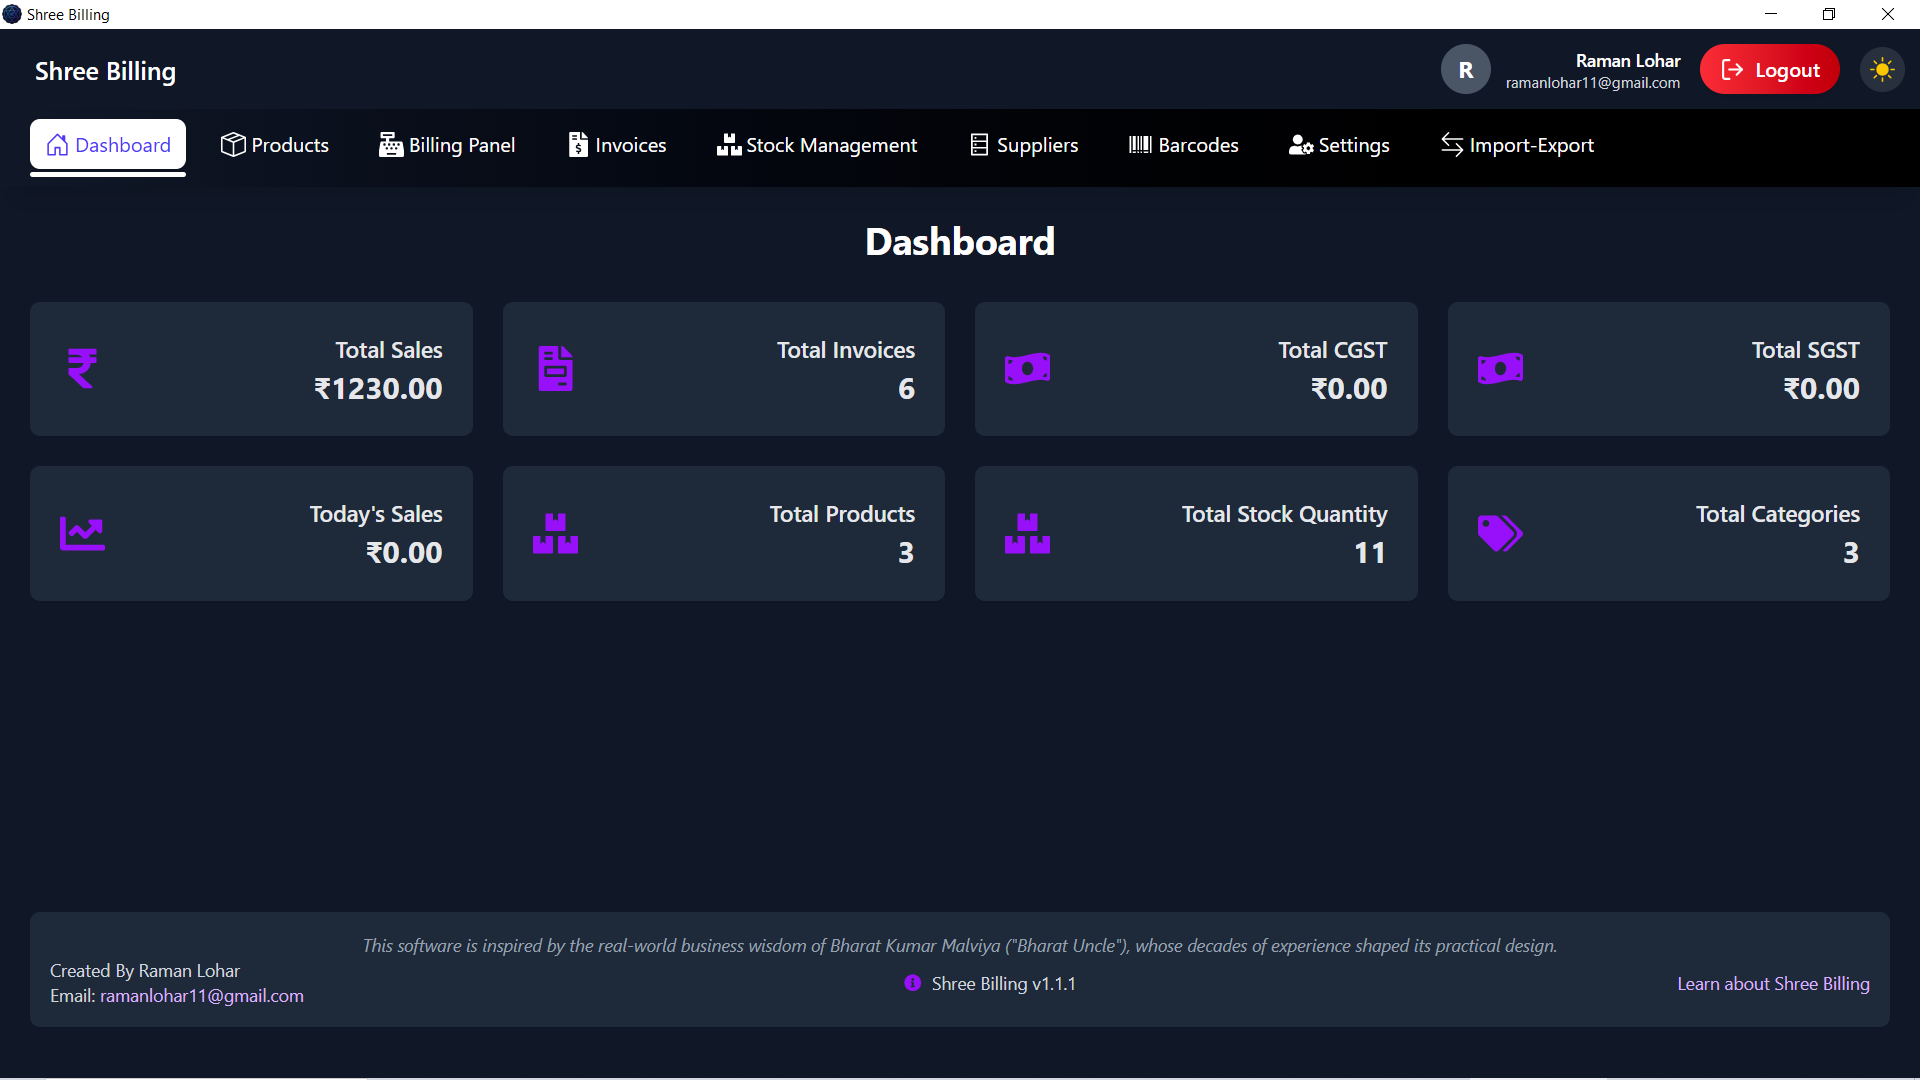 Shree Billing
Shree Billing
R
Raman Lohar
ramanlohar11@gmail.com
Logout
Dashboard
Products
Billing Panel
Invoices
Stock Management
Suppliers
Barcodes
Settings
Import-Export
Dashboard
Total Sales
₹1230.00
Total Invoices
6
Total CGST
₹0.00
Total SGST
₹0.00
Today's Sales
₹0.00
Total Products
3
Total Stock Quantity
11
Total Categories
3
This software is inspired by the real-world business wisdom of Bharat Kumar Malviya ("Bharat Uncle"), whose decades of experience shaped its practical design.
Created By Raman Lohar
Email: ramanlohar11@gmail.com
Shree Billing v1.1.1
Learn about Shree Billing